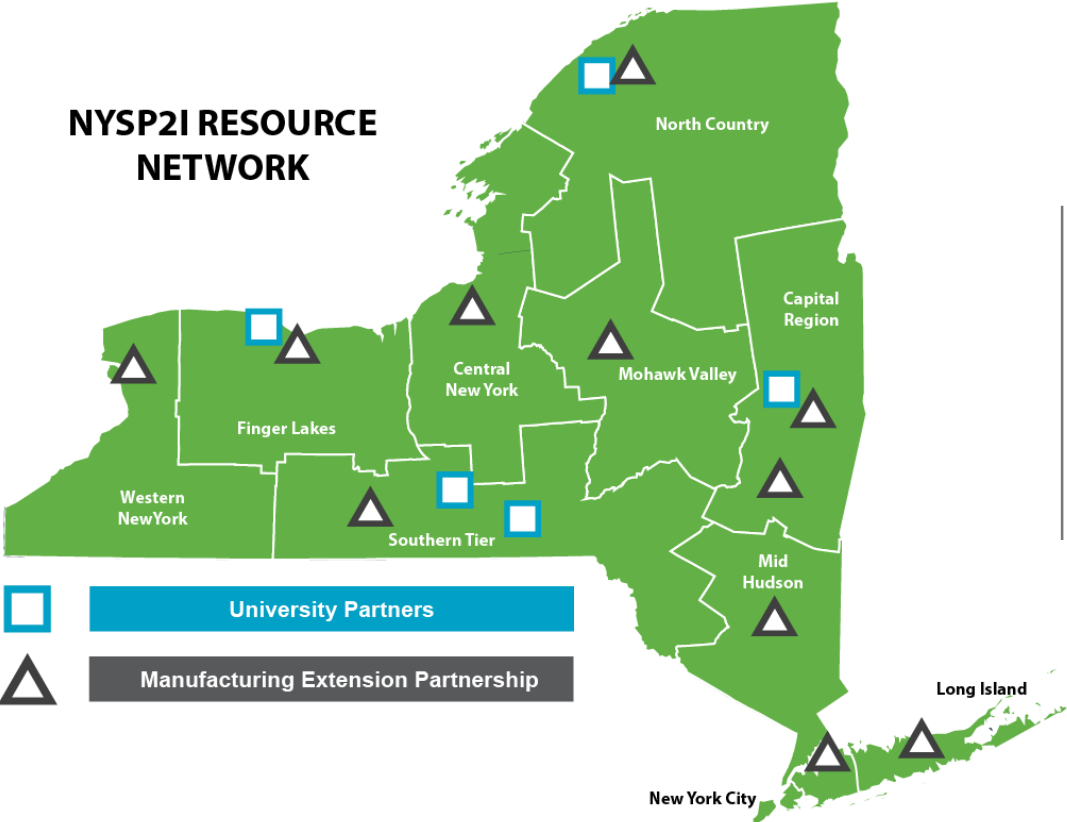 NYSP2I RESOURCE
NETWORK
North Country
Capital
Region
Central
New York
Mohawk Valley
Finger Lakes
Western
NewYork
Southern Tier
Mid
Hudson
University Partners
Manufacturing Extension Partnership
Long Island
New York City